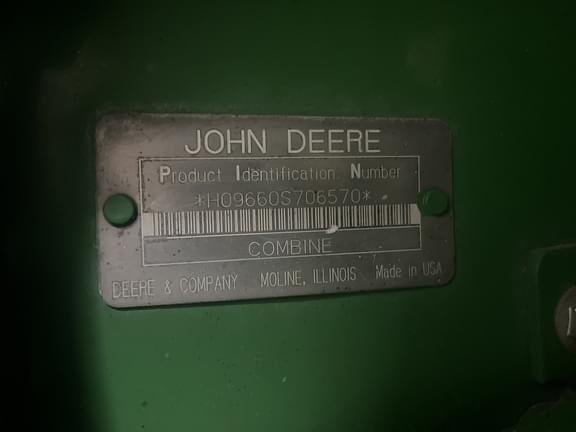 JOHN DEERE
Product Identification Number
*H09660S706570*
COMBINE
DEERE & COMPANY MOLINE, ILLINOIS Made in USA